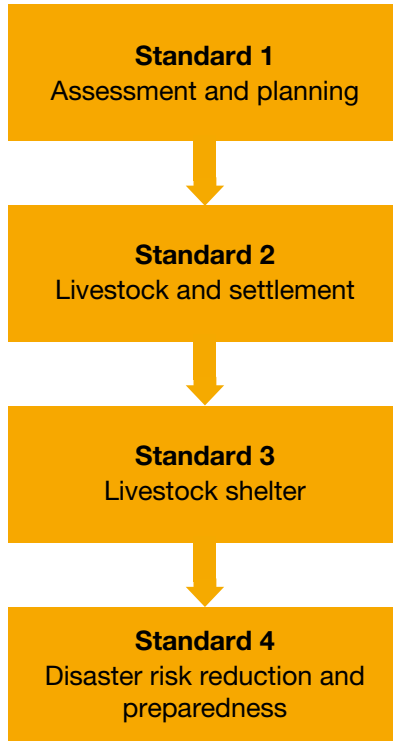 Standard 1
Assessment and planning
Standard 2
Livestock and settlement
Standard 3
Livestock shelter
Standard 4
Disaster risk reduction and
preparedness